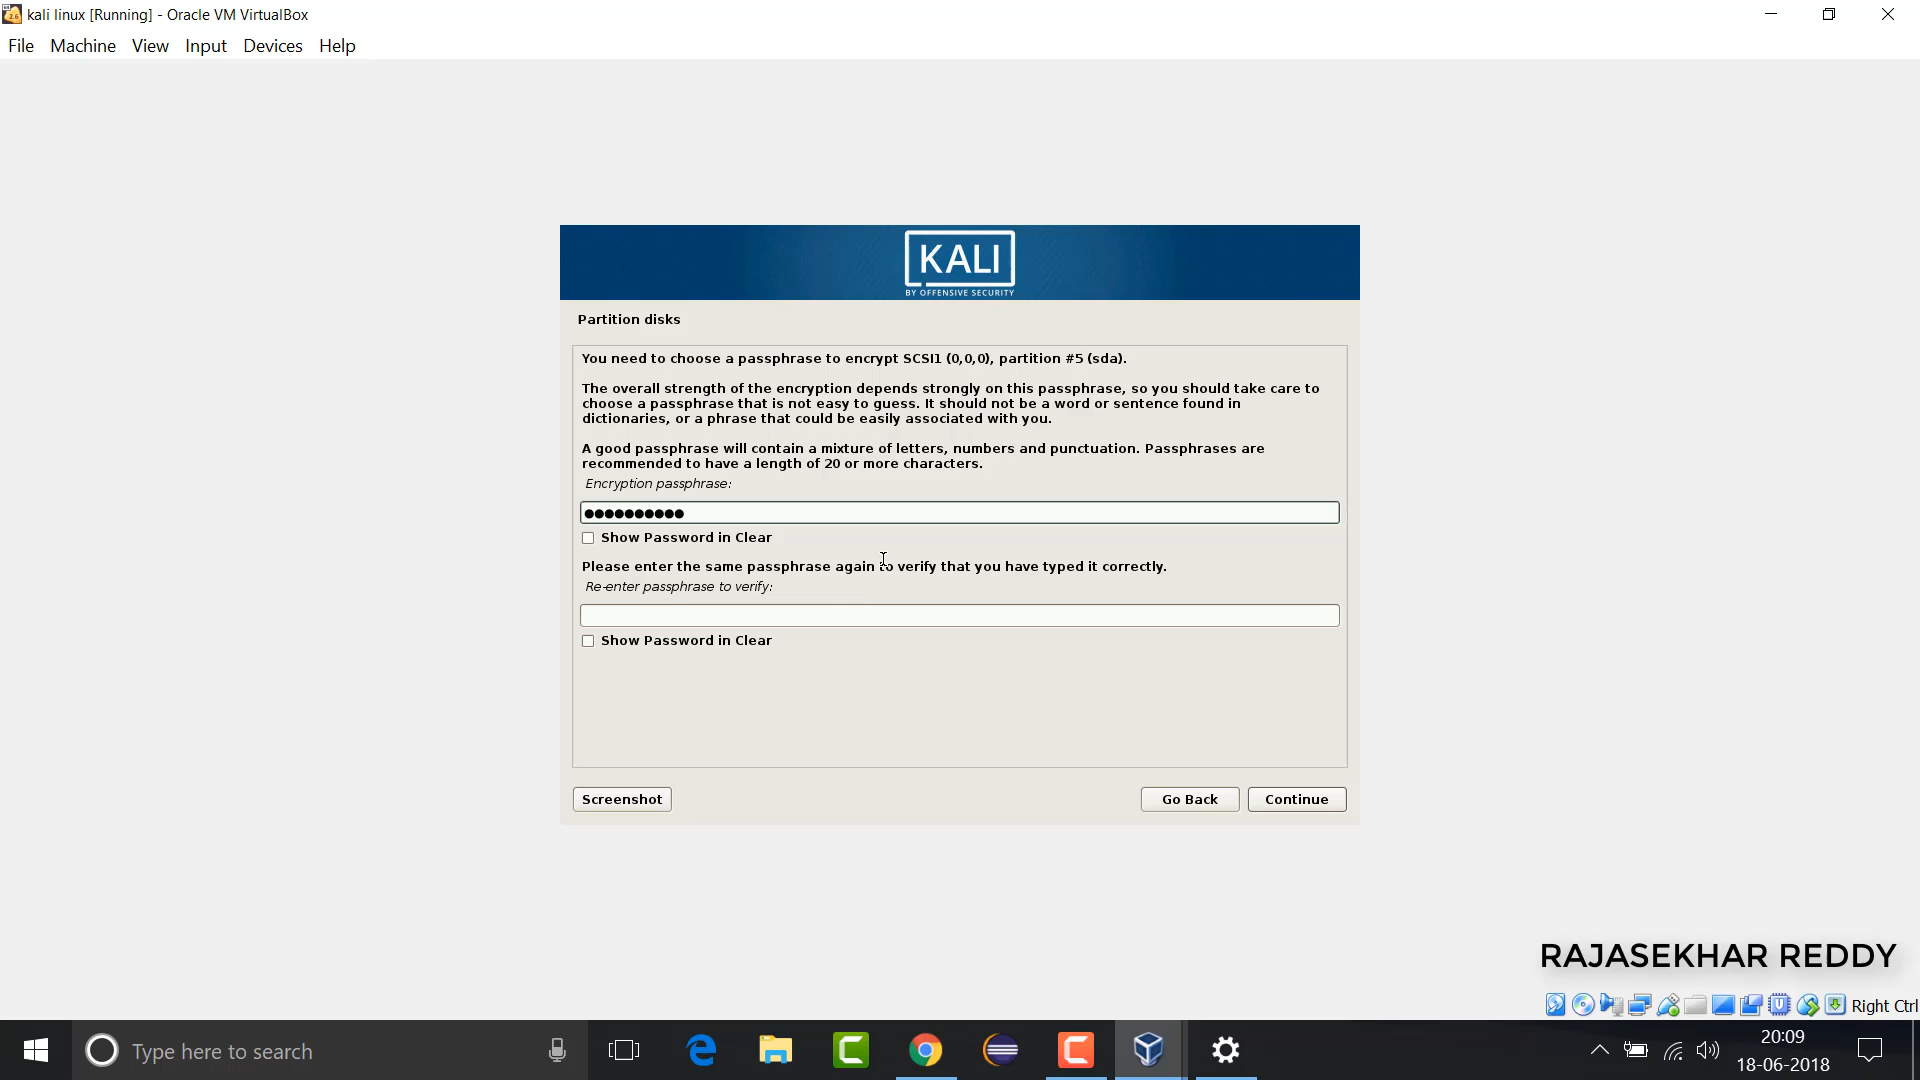 kali linux [Running] - Oracle VM VirtualBox
File Machine View Input Devices Help
KALI
BY OFFENSIVE SECURITY
Partition disks
You need to choose a passphrase to encrypt SCSI1 (0,0,0), partition #5 (sda).
The overall strength of the encryption depends strongly on this passphrase, so you should take care to
choose a passphrase that is not easy to guess. It should not be a word or sentence found in
dictionaries, or a phrase that could be easily associated with you.
A good passphrase will contain a mixture of letters, numbers and punctuation. Passphrases are
recommended to have a length of 20 or more characters.
Encryption passphrase:
●●●●●●●●●●
Show Password in Clear
Please enter the same passphrase again to verify that you have typed it correctly.
Re-enter passphrase to verify:
Show Password in Clear
Screenshot Go Back Continue
RAJASEKHAR REDDY
Right Ctrl
Type here to search
20:09
18-06-2018